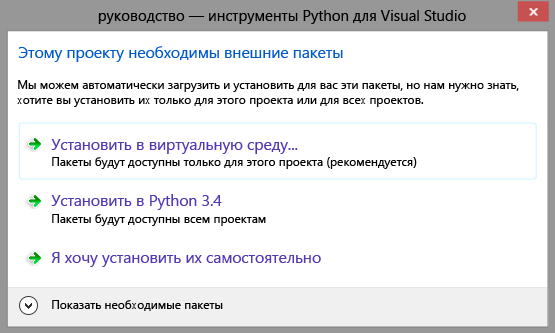 руководство — инструменты Python для Visual Studio
Этому проекту необходимы внешние пакеты
Мы можем автоматически загрузить и установить для вас эти пакеты, но нам нужно знать,
хотите вы установить их только для этого проекта или для всех проектов.
Установить в виртуальную среду...
Пакеты будут доступны только для этого проекта (рекомендуется)
Установить в Python 3.4
Пакеты будут доступны всем проектам
Я хочу установить их самостоятельно
Показать необходимые пакеты